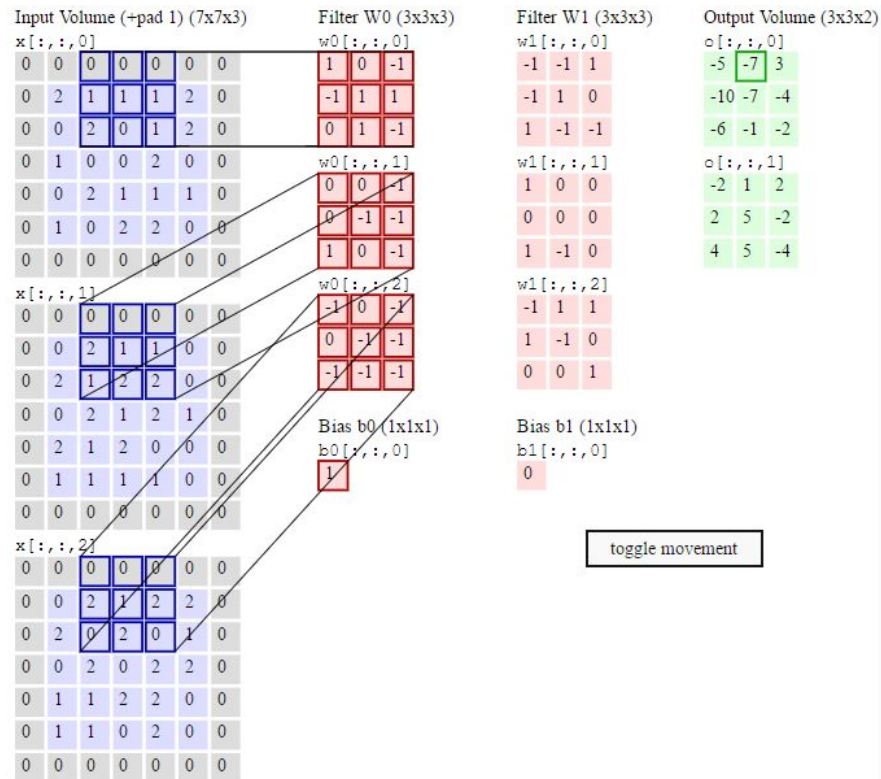 Input Volume (+pad 1) (7x7x3)
x[:,:,0]
0 0 0 0 0 0 0
0 2 1 1 1 2 0
0 0 2 0 1 2 0
0 1 0 0 2 0 0
0 0 2 1 1 1 0
0 1 0 2 2 0 0
0 0 0 0 0 0 0
x[:,:,1]
0 0 0 0 0 0 0
0 0 2 1 1 0 0
0 2 1 2 2 0 0
0 0 2 1 2 1 0
0 2 1 2 0 0 0
0 1 1 1 1 0 0
0 0 0 0 0 0 0
x[:,:,2]
0 0 0 0 0 0 0
0 0 2 1 2 2 0
0 2 0 2 0 1 0
0 0 2 0 2 2 0
0 1 1 2 2 0 0
0 1 1 0 2 0 0
0 0 0 0 0 0 0
Filter W0 (3x3x3)
w0[:,:,0]
1 0 -1
-1 1 1
0 1 -1
w0[:,:,1]
0 0 -1
0 -1 -1
1 0 -1
w0[:,:,2]
-1 0 -1
0 -1 -1
-1 -1 -1
Bias b0 (1x1x1)
b0[:,:,0]
1
Filter W1 (3x3x3)
w1[:,:,0]
-1 -1 1
-1 1 0
1 -1 -1
w1[:,:,1]
1 0 0
0 0 0
1 -1 0
w1[:,:,2]
-1 1 1
1 -1 0
0 0 1
Bias b1 (1x1x1)
b1[:,:,0]
0
Output Volume (3x3x2)
o[:,:,0]
-5 -7 3
-10 -7 -4
-6 -1 -2
o[:,:,1]
-2 1 2
2 5 -2
4 5 -4
toggle movement